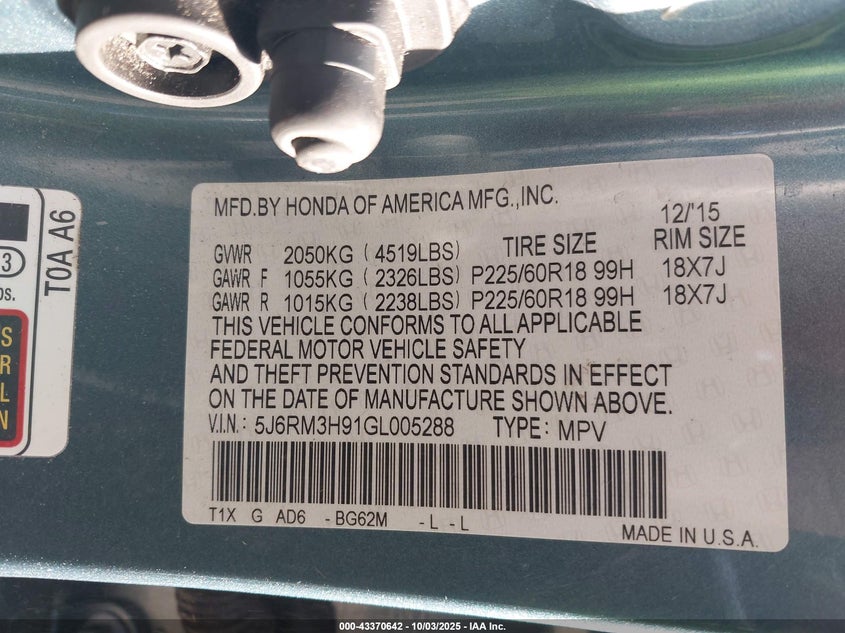 MFD.BY HONDA OF AMERICA MFG.,INC.
12/'15
GVWR 2050KG (4519LBS) TIRE SIZE RIM SIZE
GAWR F 1055KG (2326LBS) P225/60R18 99H 18X7J
GAWR R 1015KG (2238LBS) P225/60R18 99H 18X7J
THIS VEHICLE CONFORMS TO ALL APPLICABLE
FEDERAL MOTOR VEHICLE SAFETY
AND THEFT PREVENTION STANDARDS IN EFFECT
ON THE DATE OF MANUFACTURE SHOWN ABOVE.
V.I.N.: 5J6RM3H91GL005288 TYPE: MPV
T1X G AD6 -BG62M -L -L
MADE IN U.S.A.
T0A A6
3
os.
S
R
L
N
000-43370642 - 10/03/2025 - IAA Inc.